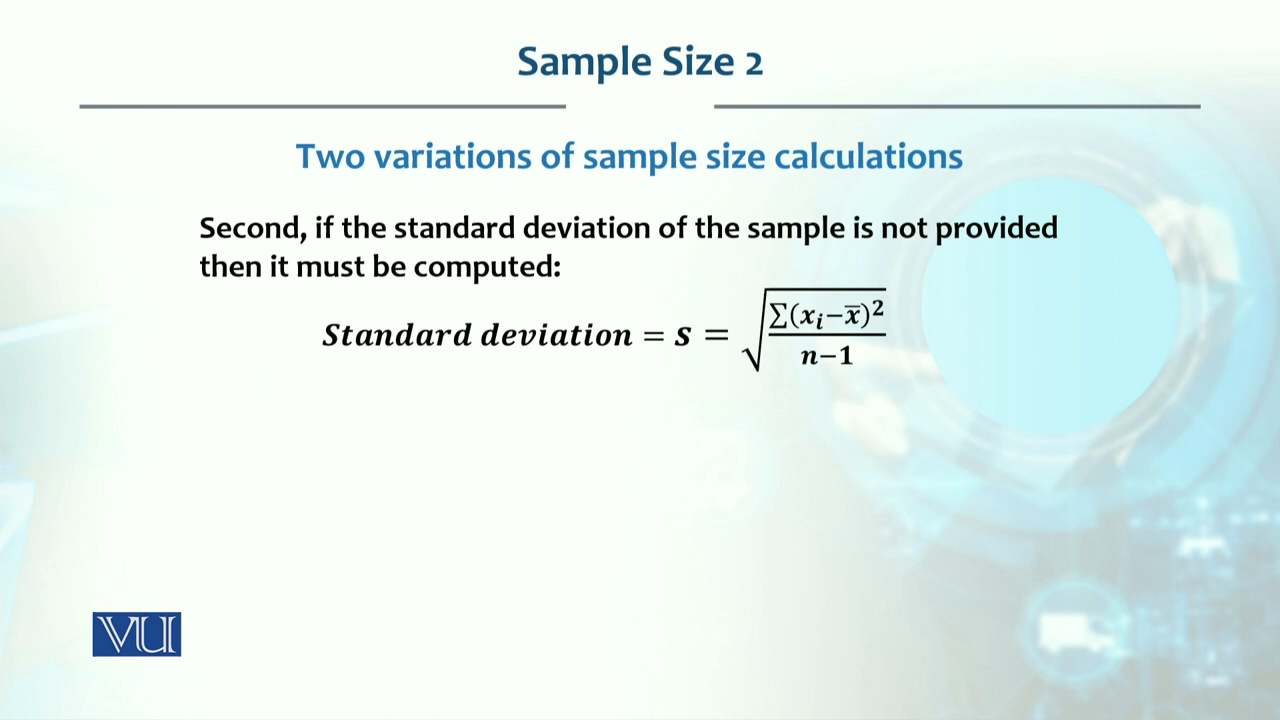 Sample Size 2
Two variations of sample size calculations
Second, if the standard deviation of the sample is not provided
then it must be computed:
Standard deviation = s = √(∑(xᵢ−x̅)²/n−1)
VU